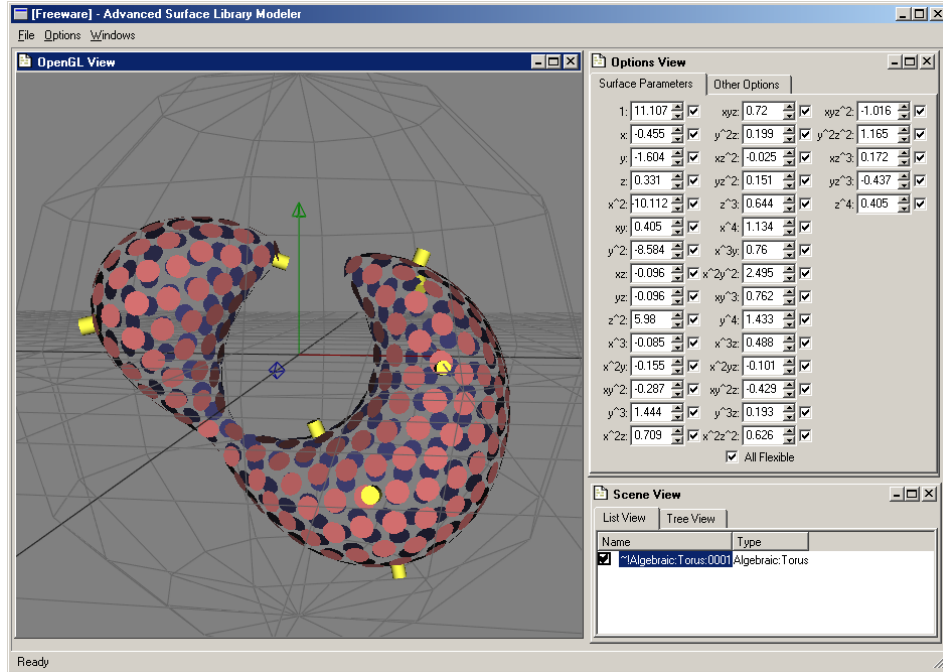 [Freeware] - Advanced Surface Library Modeler
File Options Windows
OpenGL View
Options View
Surface Parameters Other Options
1: 11.107 xyz: 0.72 xyz^2: -1.016
x: -0.455 y^2z: 0.199 y^2z^2: 1.165
y: -1.604 xz^2: -0.025 xz^3: 0.172
z: 0.331 yz^2: 0.151 yz^3: -0.437
x^2: -10.112 z^3: 0.644 z^4: 0.405
xy: 0.405 x^4: 1.134
y^2: -8.584 x^3y: 0.76
xz: -0.096 x^2y^2: 2.495
yz: -0.096 xy^3: 0.762
z^2: 5.98 y^4: 1.433
x^3: -0.085 x^3z: 0.488
x^2y: -0.155 x^2yz: -0.101
xy^2: -0.287 xy^2z: -0.429
y^3: 1.444 y^3z: 0.193
x^2z: 0.709 x^2z^2: 0.626
All Flexible
Scene View
List View Tree View
Name Type
~!Algebraic:Torus:0001 Algebraic:Torus
Ready